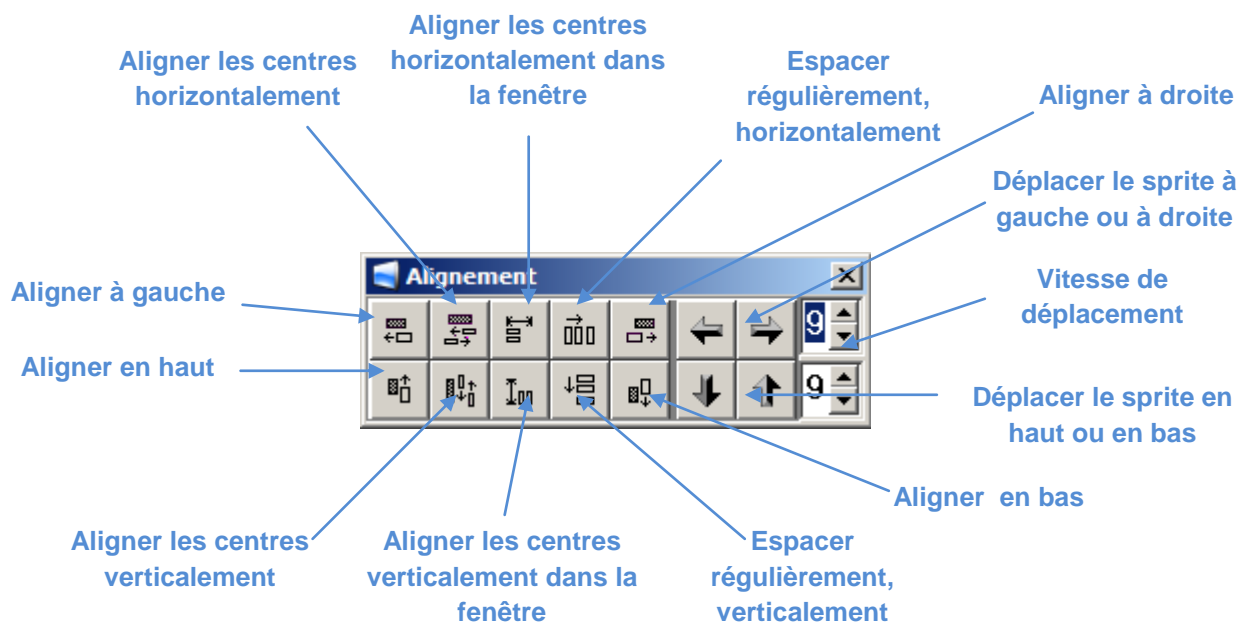 Aligner les centres
horizontalement dans
la fenêtre
Aligner les centres
horizontalement
Espacer
régulièrement,
horizontalement
Aligner à droite
Déplacer le sprite à
gauche ou à droite
Alignement
Aligner à gauche
Vitesse de
déplacement
9
Aligner en haut
9
Déplacer le sprite en
haut ou en bas
Aligner en bas
Aligner les centres
verticalement
Aligner les centres
verticalement dans la
fenêtre
Espacer
régulièrement,
verticalement